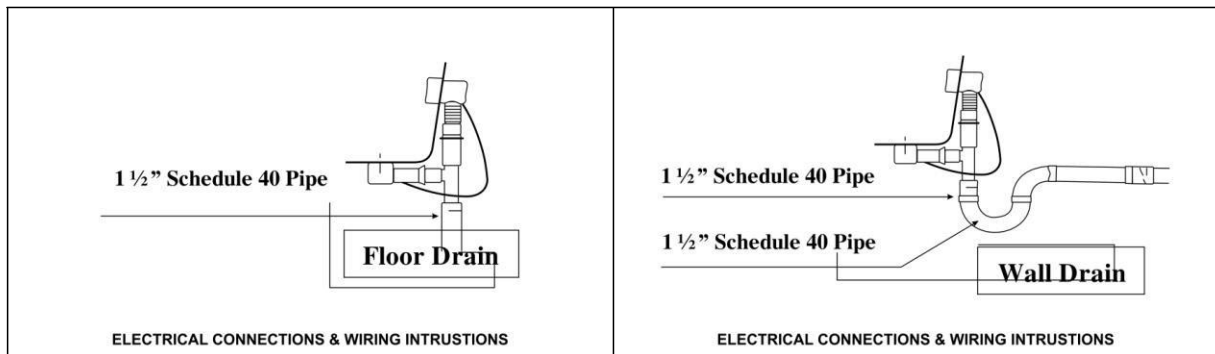 1 ½” Schedule 40 Pipe
Floor Drain
ELECTRICAL CONNECTIONS & WIRING INTRUSTIONS
1 ½” Schedule 40 Pipe
1 ½” Schedule 40 Pipe
Wall Drain
ELECTRICAL CONNECTIONS & WIRING INTRUSTIONS